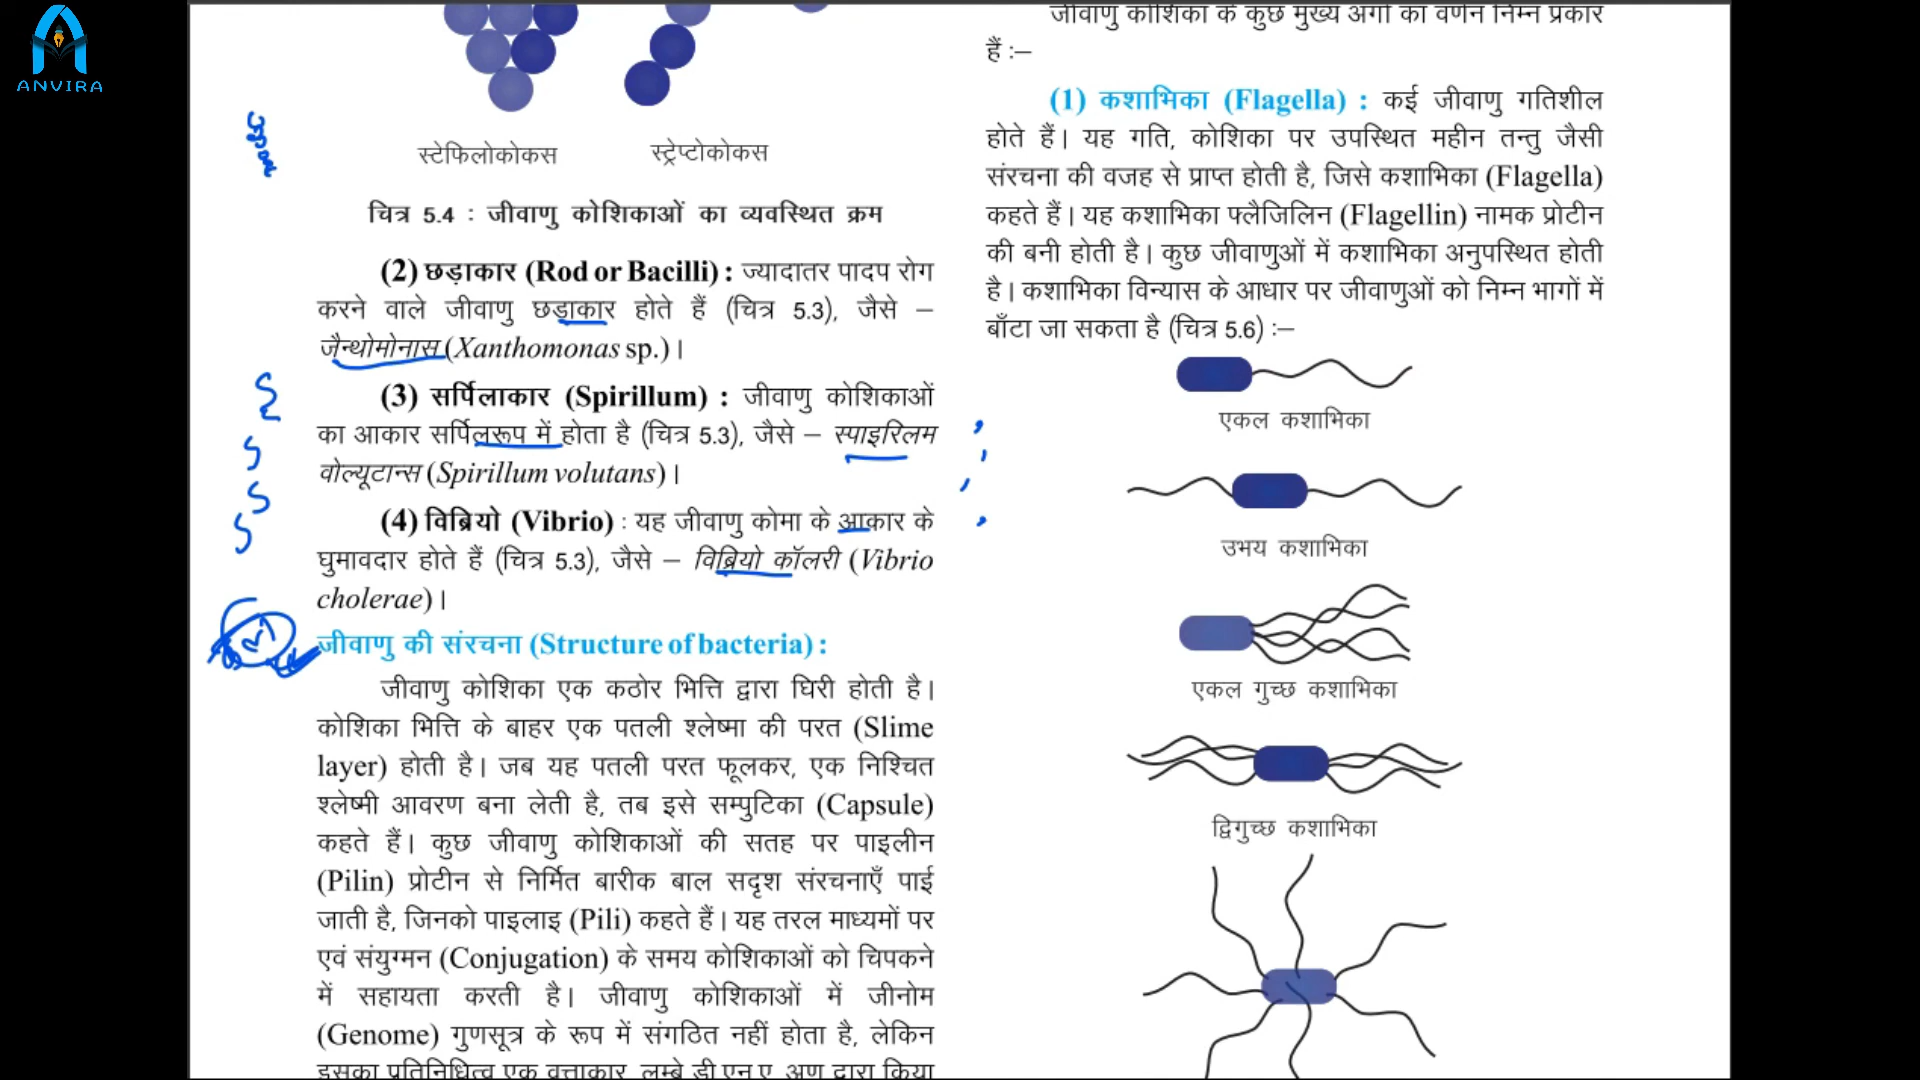 ANVIRA
स्टेफिलोकोकस
स्ट्रेप्टोकोकस
चित्र 5.4 : जीवाणु कोशिकाओं का व्यवस्थित क्रम
(2) छड़ाकार (Rod or Bacilli) : ज्यादातर पादप रोग
करने वाले जीवाणु छड़ाकार होते हैं (चित्र 5.3), जैसे –
जैन्थोमोनास (Xanthomonas sp.)।
(3) सर्पिलाकार (Spirillum) : जीवाणु कोशिकाओं
का आकार सर्पिलरूप में होता है (चित्र 5.3), जैसे – स्पाइरिलम
वोल्यूटान्स (Spirillum volutans)।
(4) विब्रियो (Vibrio) : यह जीवाणु कोमा के आकार के
घुमावदार होते हैं (चित्र 5.3), जैसे – विब्रियो कॉलरी (Vibrio
cholerae)।
जीवाणु की संरचना (Structure of bacteria) :
जीवाणु कोशिका एक कठोर भित्ति द्वारा घिरी होती है।
कोशिका भित्ति के बाहर एक पतली श्लेष्मा की परत (Slime
layer) होती है। जब यह पतली परत फूलकर, एक निश्चित
श्लेष्मी आवरण बना लेती है, तब इसे सम्पुटिका (Capsule)
कहते हैं। कुछ जीवाणु कोशिकाओं की सतह पर पाइलीन
(Pilin) प्रोटीन से निर्मित बारीक बाल सदृश संरचनाएँ पाई
जाती है, जिनको पाइलाइ (Pili) कहते हैं। यह तरल माध्यमों पर
एवं संयुग्मन (Conjugation) के समय कोशिकाओं को चिपकने
में सहायता करती है। जीवाणु कोशिकाओं में जीनोम
(Genome) गुणसूत्र के रूप में संगठित नहीं होता है, लेकिन
इसका प्रतिनिधित्व एक वृत्ताकार, लम्बे डी.एन.ए. अणु द्वारा किया
जीवाणु कोशिका के कुछ मुख्य अंगों का वर्णन निम्न प्रकार
हैं :–
(1) कशाभिका (Flagella) : कई जीवाणु गतिशील
होते हैं। यह गति, कोशिका पर उपस्थित महीन तन्तु जैसी
संरचना की वजह से प्राप्त होती है, जिसे कशाभिका (Flagella)
कहते हैं। यह कशाभिका फ्लैजिलिन (Flagellin) नामक प्रोटीन
की बनी होती है। कुछ जीवाणुओं में कशाभिका अनुपस्थित होती
है। कशाभिका विन्यास के आधार पर जीवाणुओं को निम्न भागों में
बाँटा जा सकता है (चित्र 5.6) :–
एकल कशाभिका
उभय कशाभिका
एकल गुच्छ कशाभिका
द्विगुच्छ कशाभिका